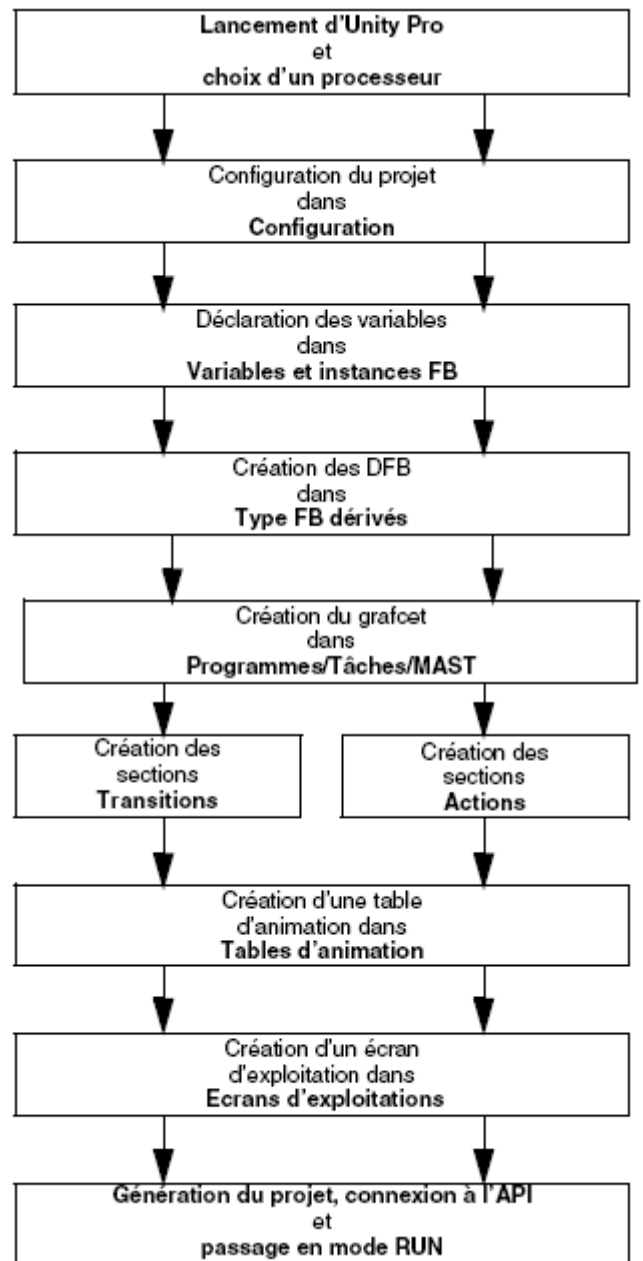 Lancement d'Unity Pro
et
choix d'un processeur
Configuration du projet
dans
Configuration
Déclaration des variables
dans
Variables et instances FB
Création des DFB
dans
Type FB dérivés
Création du grafcet
dans
Programmes/Tâches/MAST
Création des
sections
Transitions
Création des
sections
Actions
Création d'une table
d'animation dans
Tables d'animation
Création d'un écran
d'exploitation dans
Ecrans d'exploitations
Génération du projet, connexion à l'API
et
passage en mode RUN